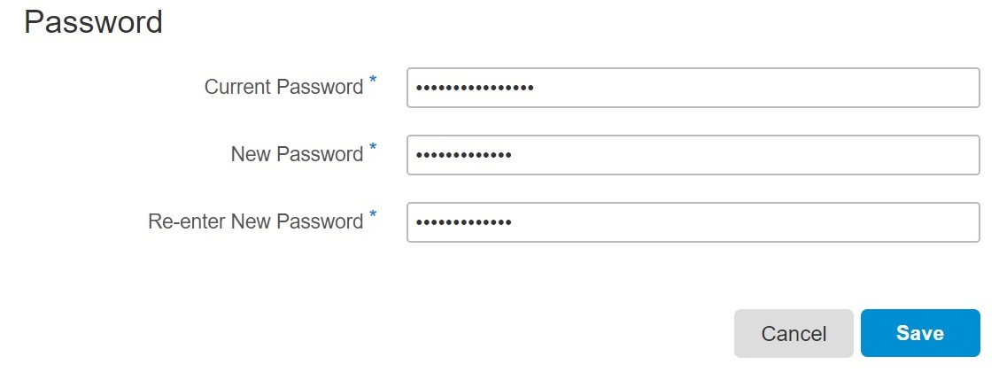 Password
Current Password * ••••••••••••••••
New Password * •••••••••••••
Re-enter New Password * •••••••••••••
Cancel Save